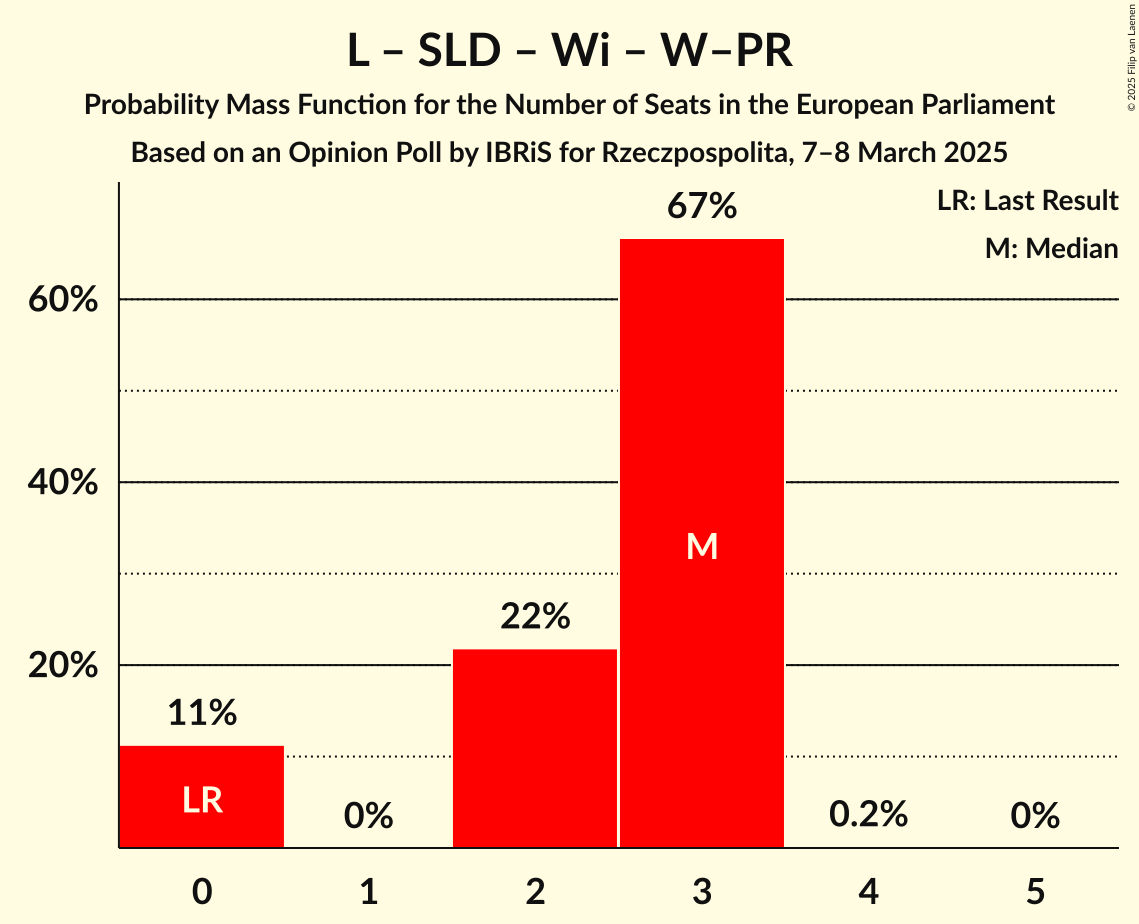 L – SLD – Wi – W–PR
Probability Mass Function for the Number of Seats in the European Parliament
Based on an Opinion Poll by IBRiS for Rzeczpospolita, 7–8 March 2025
© 2025 Filip van Laenen
LR: Last Result
M: Median
67%
60%
40%
M
22%
20%
11%
LR
0%
0.2%
0%
0 1 2 3 4 5